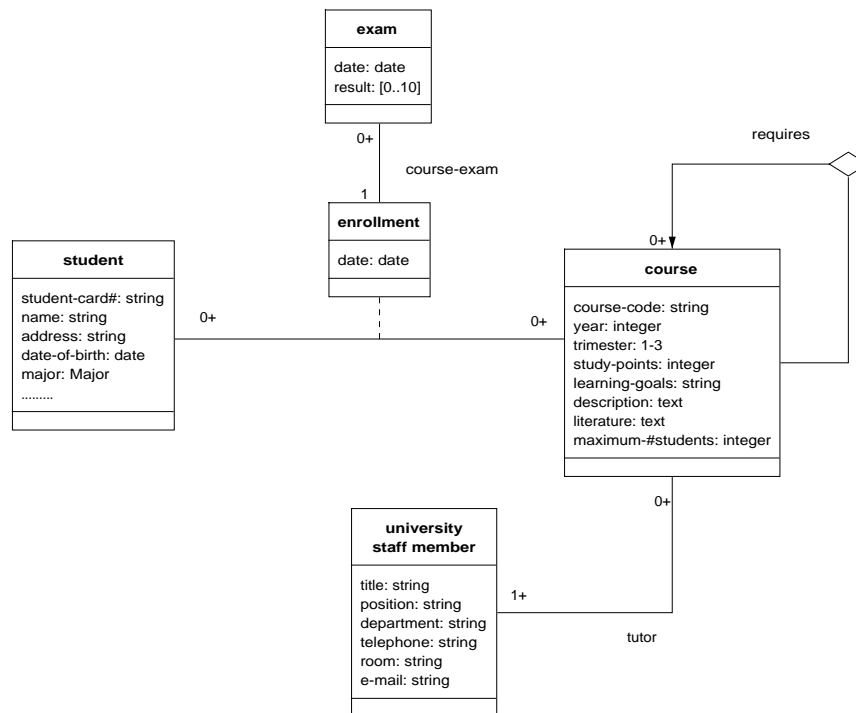 exam
date: date
result: [0..10]
0+
course-exam
1
requires
enrollment
date: date
student
student-card#: string
name: string
address: string
date-of-birth: date
major: Major
.........
0+
0+
0+
course
course-code: string
year: integer
trimester: 1-3
study-points: integer
learning-goals: string
description: text
literature: text
maximum-#students: integer
0+
university
staff member
title: string
position: string
department: string
telephone: string
room: string
e-mail: string
1+
tutor